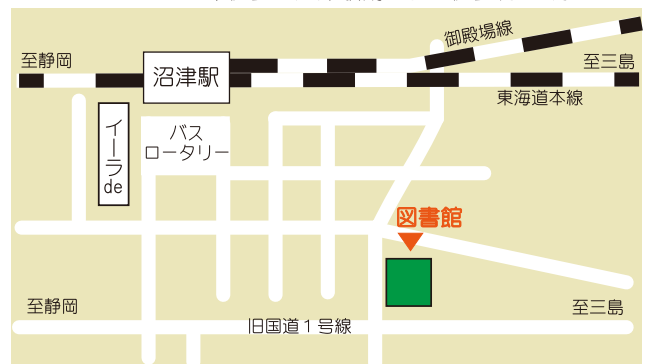 御殿場線
至静岡
沼津駅
至三島
東海道本線
イーラde
バス
ロータリー
図書館
至静岡
旧国道１号線
至三島